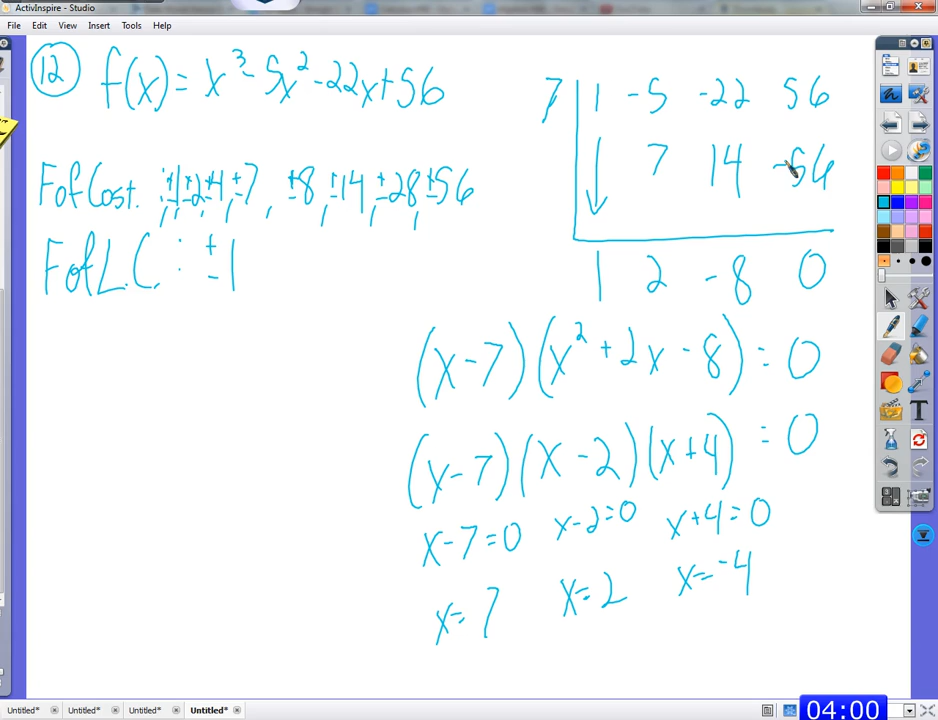 ActivInspire - Studio
File Edit View Insert Tools Help
12 f(x) = x³ - 5x² - 22x + 56
7 1 -5 -22 56
7 14 -56
1 2 -8 0
F of Cost. : ±1, ±2, ±4, ±7, ±8, ±14, ±28, ±56
F of L.C. : ±1
(x-7)(x² + 2x - 8) = 0
(x-7)(x-2)(x+4) = 0
x-7=0 x-2=0 x+4=0
x=7 x=2 x=-4
Untitled* Untitled* Untitled* Untitled* 04:00